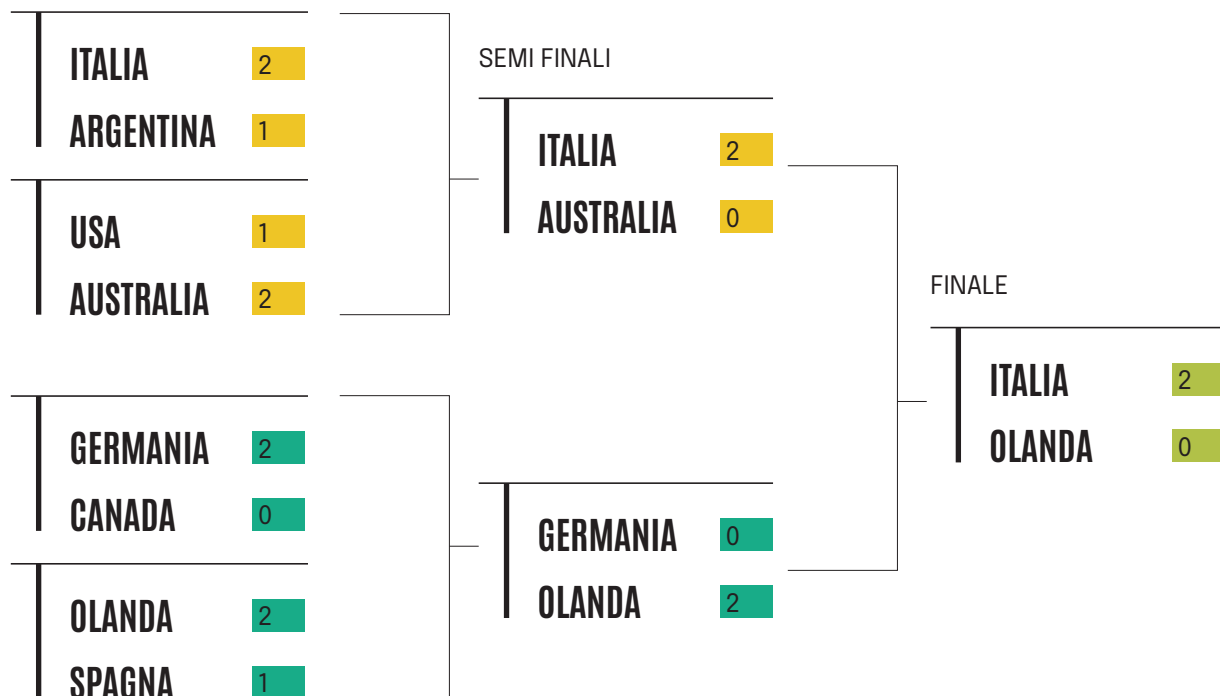 ITALIA 2
ARGENTINA 1
USA 1
AUSTRALIA 2
GERMANIA 2
CANADA 0
OLANDA 2
SPAGNA 1
SEMI FINALI
ITALIA 2
AUSTRALIA 0
GERMANIA 0
OLANDA 2
FINALE
ITALIA 2
OLANDA 0